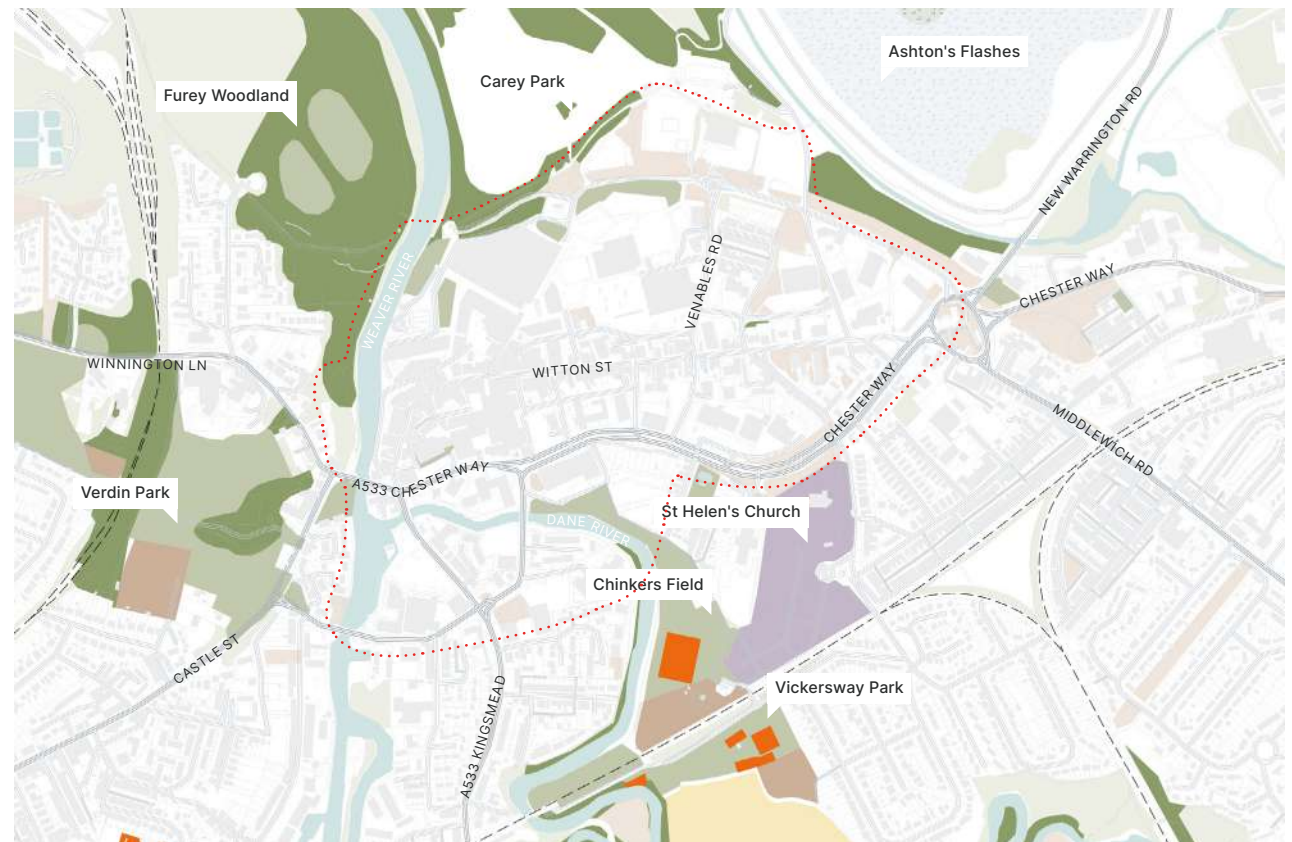 Ashton's Flashes
Carey Park
Furey Woodland
NEW WARRINGTON RD
VENABLES RD
WEAVER RIVER
CHESTER WAY
WINNINGTON LN
WITTON ST
CHESTER WAY
MIDDLEWICH RD
A533 CHESTER WAY
Verdin Park
St Helen's Church
DANE RIVER
Chinkers Field
CASTLE ST
Vickersway Park
A533 KINGSMEAD